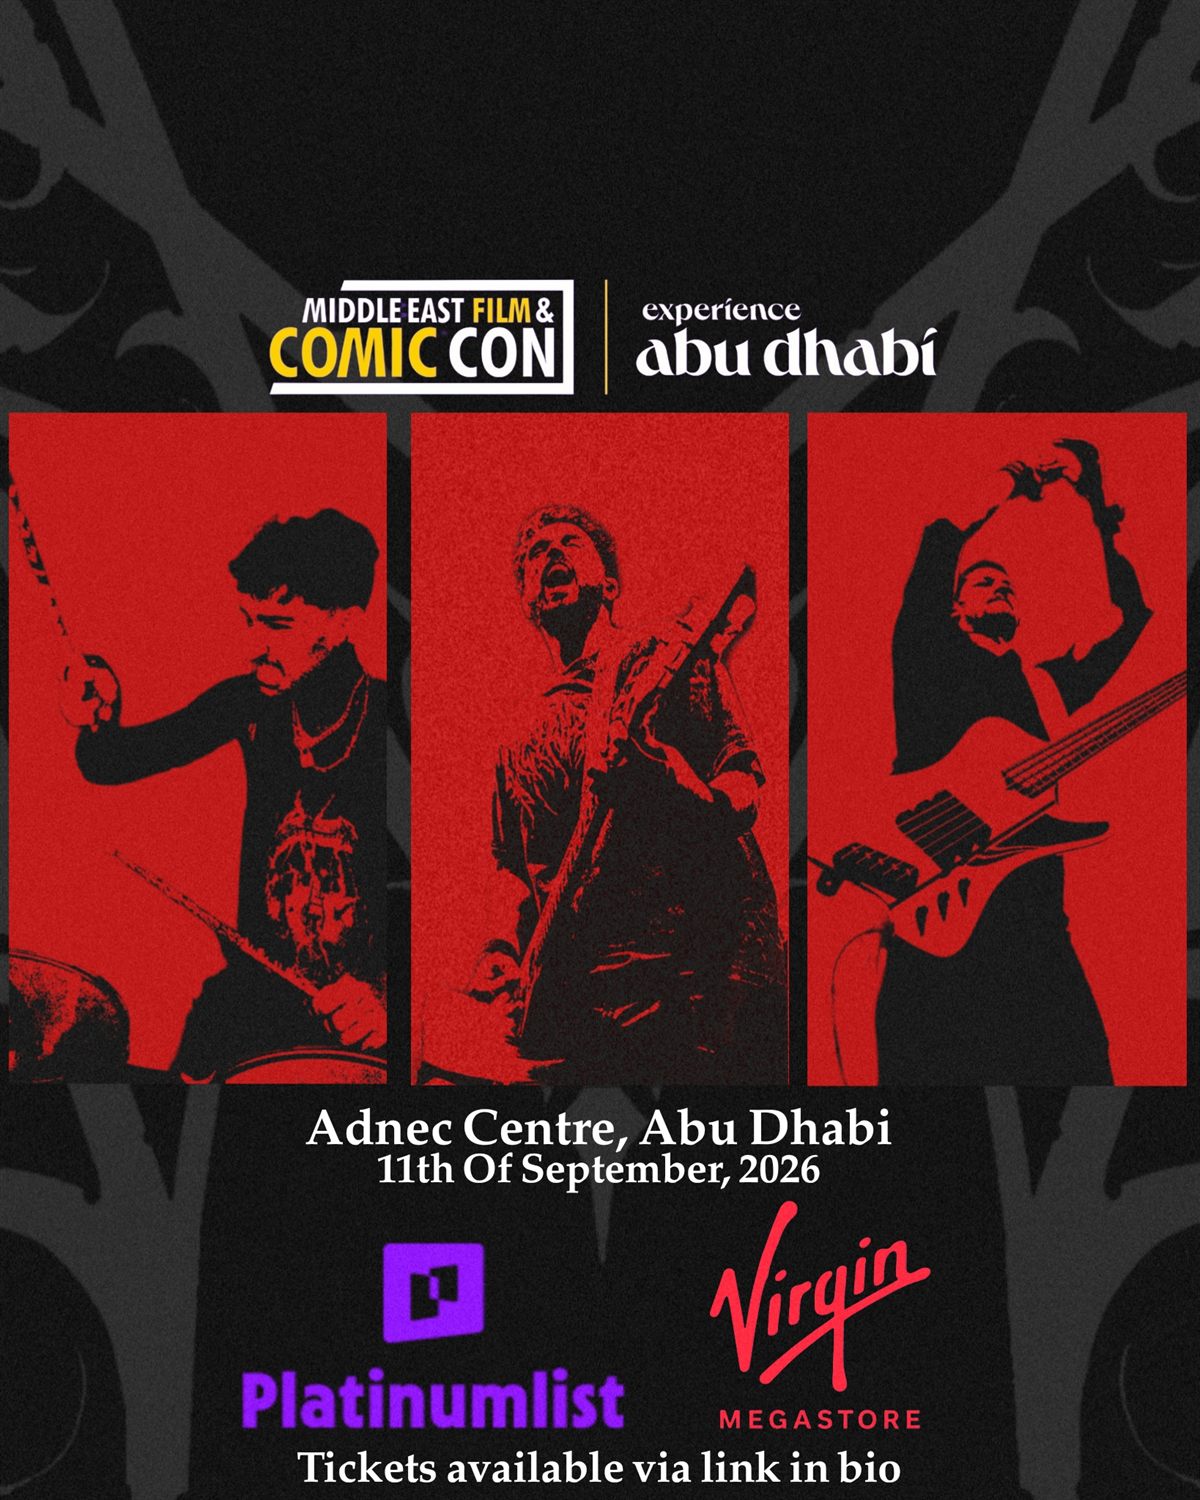 MIDDLE EAST FILM &
COMIC CON
experience
abu dhabi
Adnec Centre, Abu Dhabi
11th Of September, 2026
Platinumlist
Virgin
MEGASTORE
Tickets available via link in bio